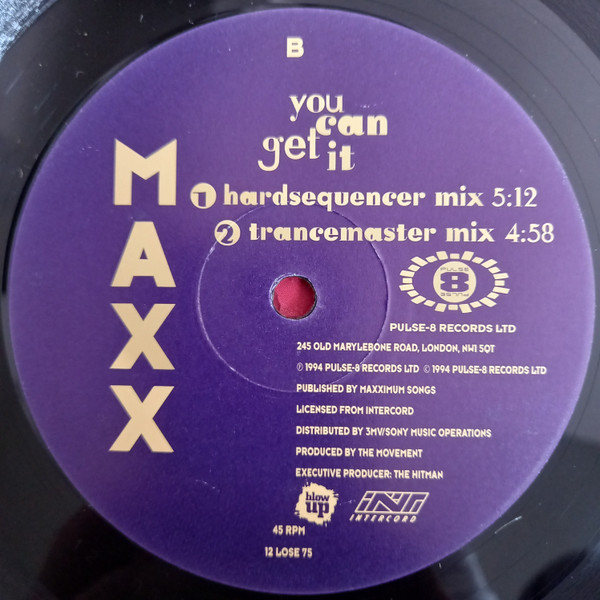 B
you
can
get it
MAXX
1 hardsequencer mix 5:12
2 trancemaster mix 4:58
PULSE
8
PULSE
PULSE-8 RECORDS LTD
245 OLD MARYLEBONE ROAD, LONDON, NW1 5QT
℗ 1994 PULSE-8 RECORDS LTD © 1994 PULSE-8 RECORDS LTD
PUBLISHED BY MAXXIMUM SONGS
LICENSED FROM INTERCORD
DISTRIBUTED BY 3MV/SONY MUSIC OPERATIONS
PRODUCED BY THE MOVEMENT
EXECUTIVE PRODUCER: THE HITMAN
blow
up
INT
INTERCORD
45 RPM
12 LOSE 75